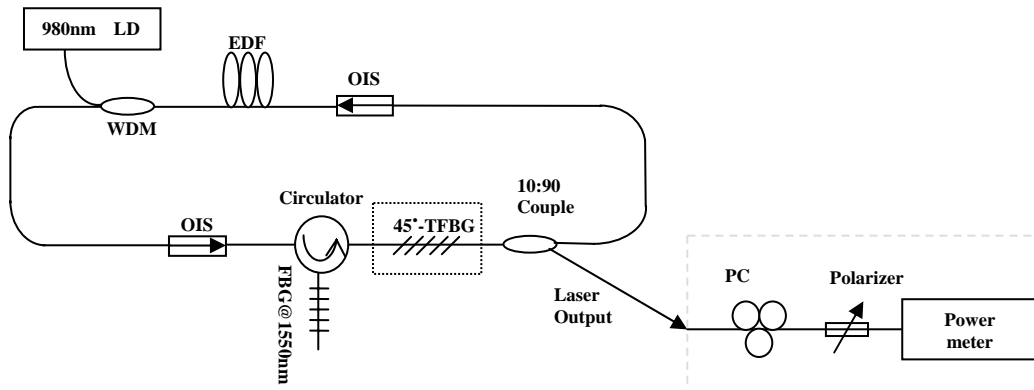 980nm LD
EDF
OIS
WDM
10:90
Couple
Circulator
OIS
45°-TFBG
FBG@1550nm
Laser
Output
PC
Polarizer
Power
meter